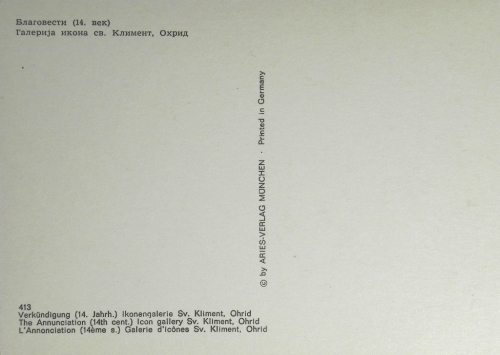 Благовести (14. век)
Галерија икона св. Климент, Охрид
© by ARIES-VERLAG MÜNCHEN · Printed in Germany
413
Verkündigung (14. Jahrh.) Ikonengalerie Sv. Kliment, Ohrid
The Annunciation (14th cent.) Icon gallery Sv. Kliment, Ohrid
L'Annonciation (14ème s.) Galerie d'Icônes Sv. Kliment, Ohrid